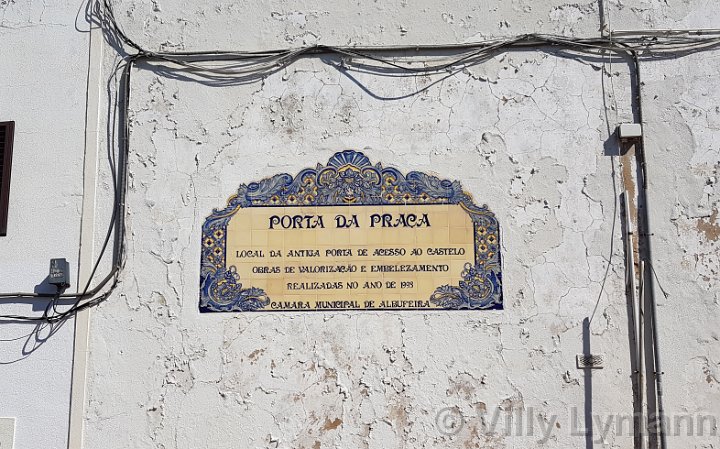 PORTA DA PRAÇA
LOCAL DA ANTIGA PORTA DE ACESSO AO CASTELO
OBRAS DE VALORIZAÇÃO E EMBELEZAMENTO
REALIZADAS NO ANO DE 1993
CÂMARA MUNICIPAL DE ALBUFEIRA
© Villy Lymann